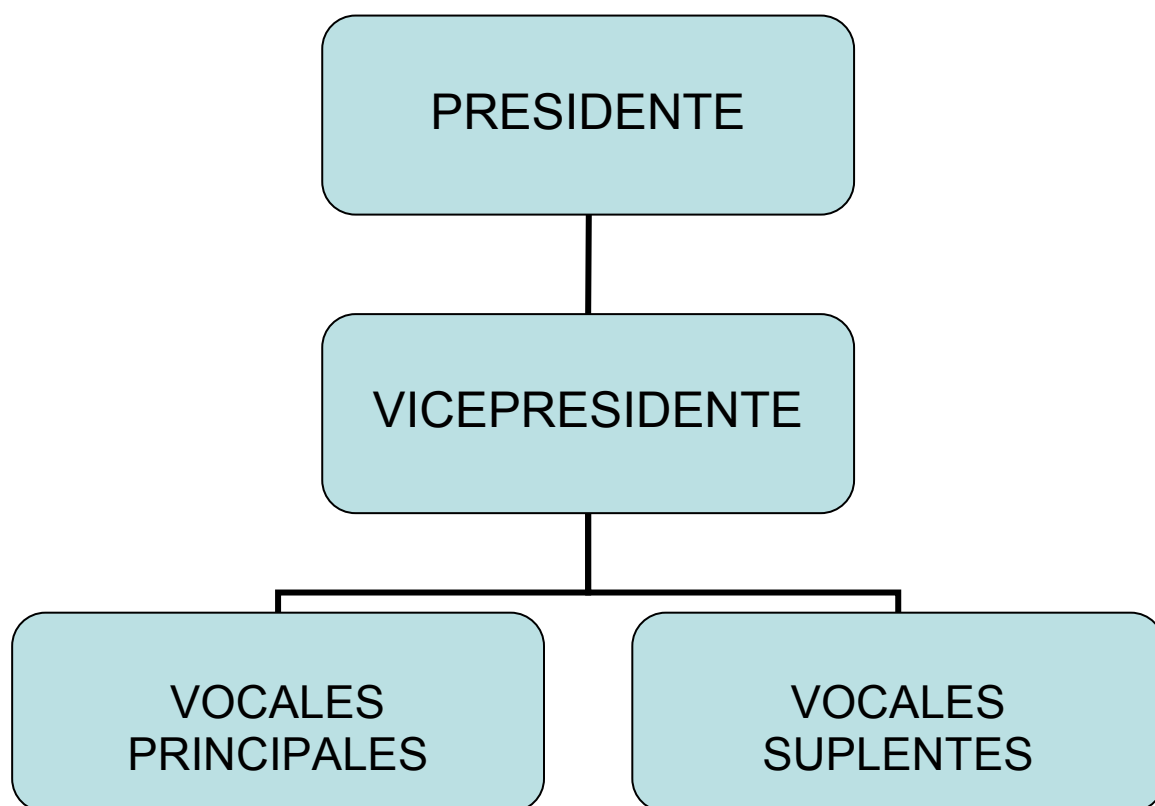 PRESIDENTE
VICEPRESIDENTE
VOCALES
PRINCIPALES
VOCALES
SUPLENTES